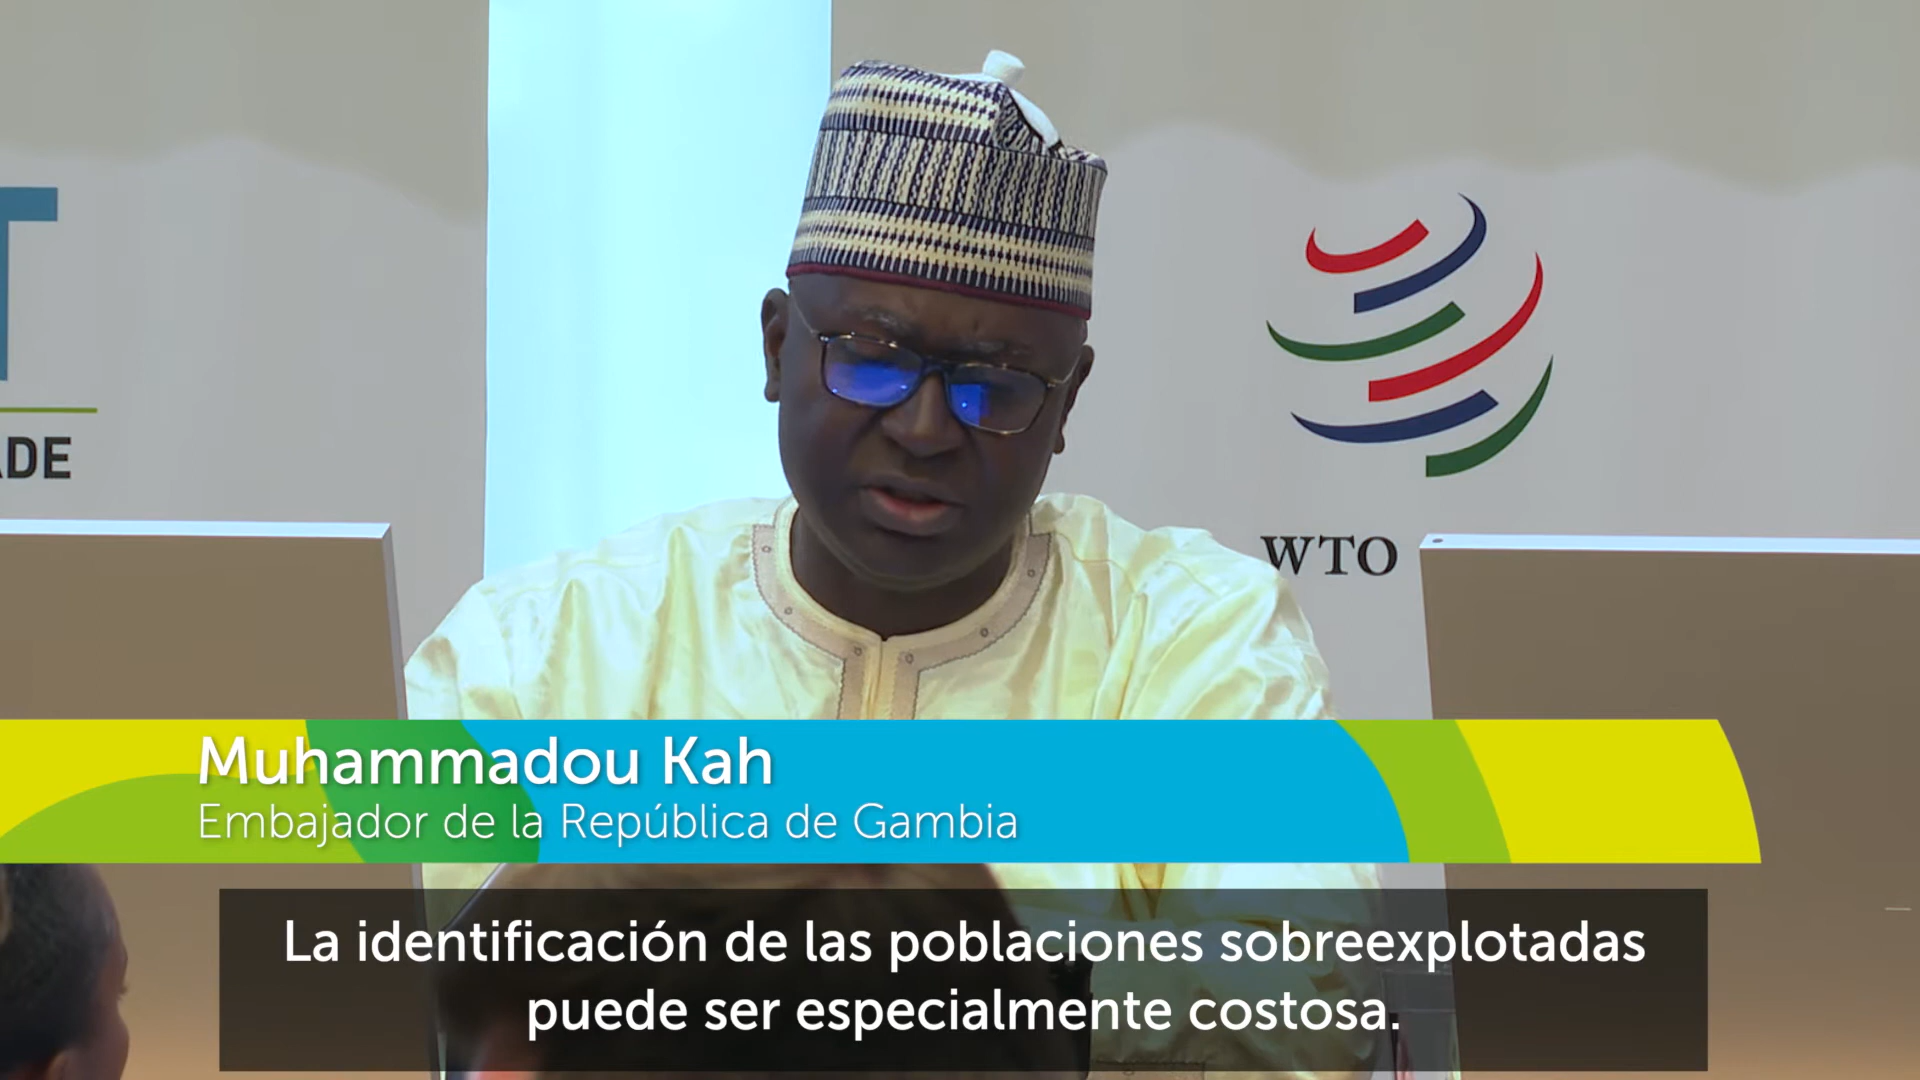 WTO
Muhammadou Kah
Embajador de la República de Gambia
La identificación de las poblaciones sobreexplotadas
puede ser especialmente costosa.